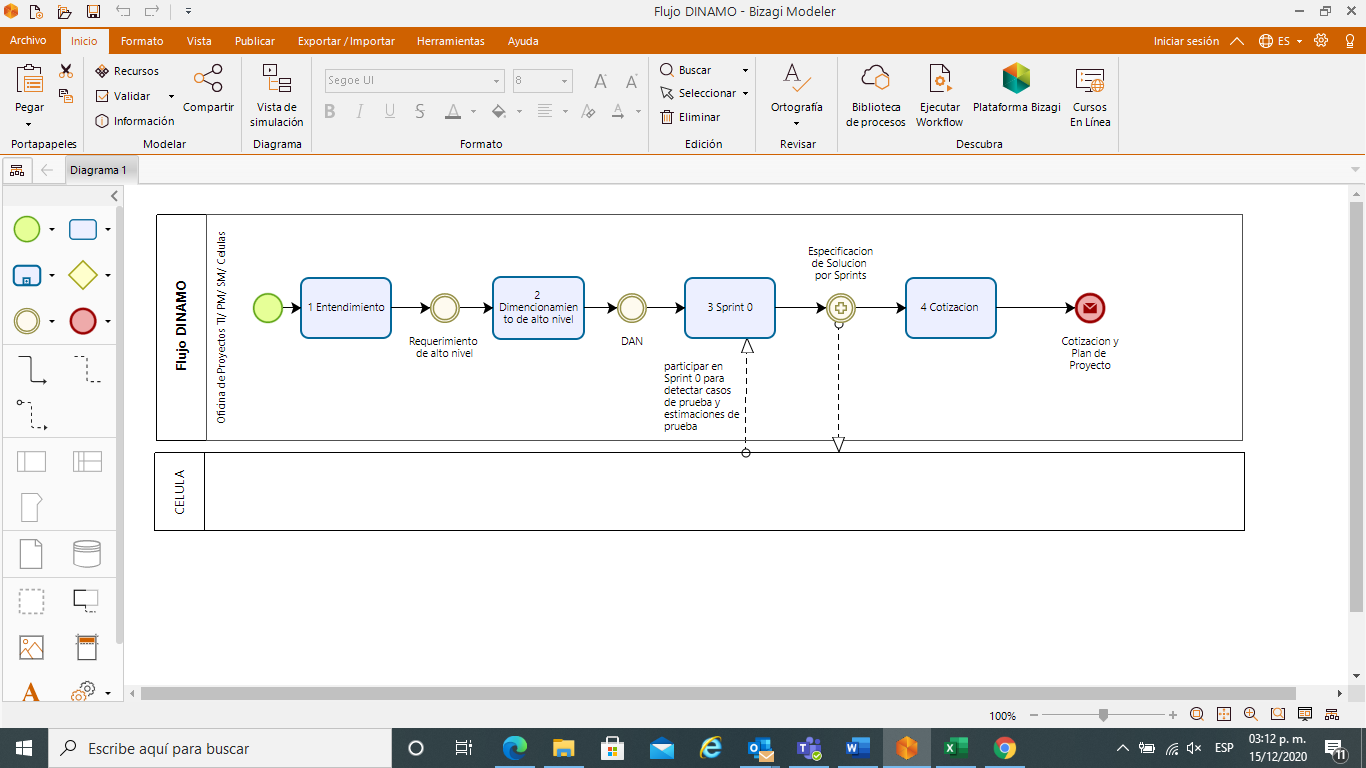 Flujo DINAMO - Bizagi Modeler
Archivo
Inicio
Formato
Vista
Publicar
Exportar / Importar
Herramientas
Ayuda
Iniciar sesión
ES
Pegar
Portapapeles
Recursos
Validar
Información
Compartir
Modelar
Vista de
simulación
Diagrama
Segoe UI
8
Formato
Buscar
Seleccionar
Eliminar
Edición
Ortografía
Revisar
Biblioteca
de procesos
Ejecutar
Workflow
Plataforma Bizagi
Cursos
En Línea
Descubra
Diagrama 1
Flujo DINAMO
Oficina de Proyectos TI/ PM/ SM/ Celulas
1 Entendimiento
Requerimiento
de alto nivel
2
Dimencionamien
to de alto nivel
DAN
3 Sprint 0
Especificacion
de Solucion
por Sprints
4 Cotizacion
Cotizacion y
Plan de
Proyecto
participar en
Sprint 0 para
detectar casos
de prueba y
estimaciones de
prueba
CELULA
100%
Escribe aquí para buscar
ESP
03:12 p. m.
15/12/2020
11